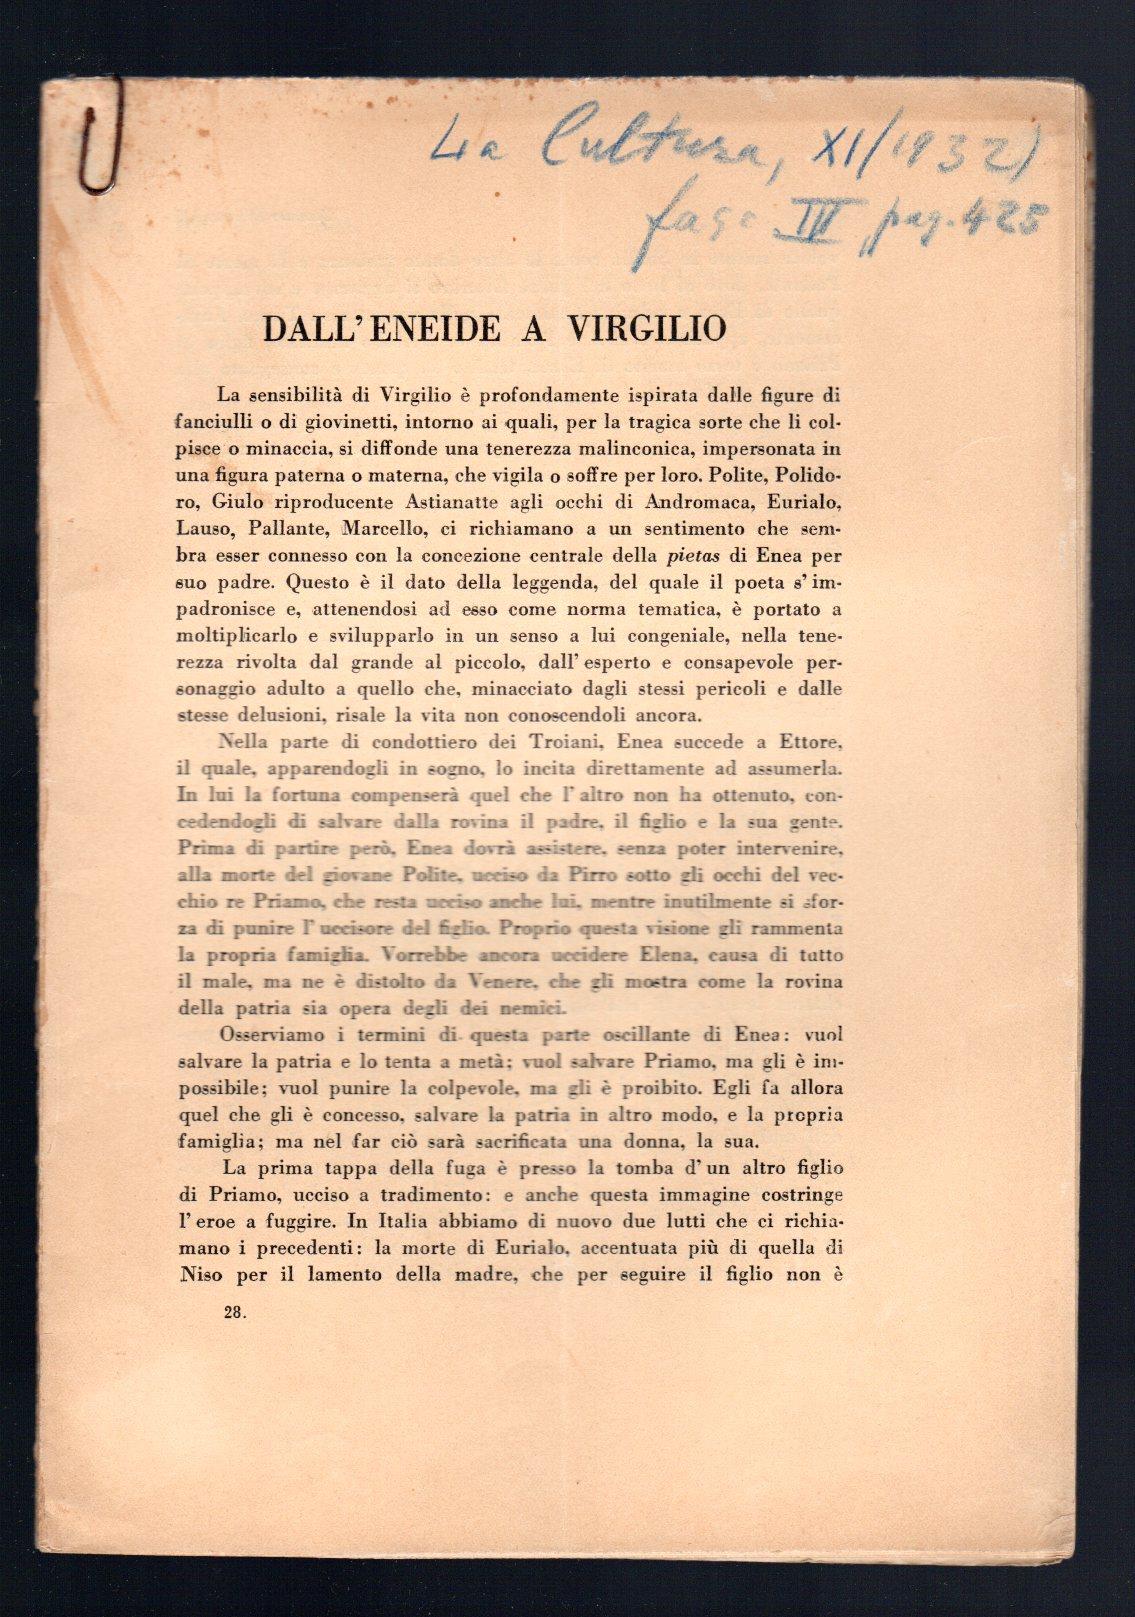 La Cultura, XI (1932)
fasc IV pag. 425
DALL' ENEIDE A VIRGILIO
La sensibilità di Virgilio è profondamente ispirata dalle figure di
fanciulli o di giovinetti, intorno ai quali, per la tragica sorte che li col-
pisce o minaccia, si diffonde una tenerezza malinconica, impersonata in
una figura paterna o materna, che vigila o soffre per loro. Polite, Polido-
ro, Giulo riproducente Astianatte agli occhi di Andromaca, Eurialo,
Lauso, Pallante, Marcello, ci richiamano a un sentimento che sem-
bra esser connesso con la concezione centrale della pietas di Enea per
suo padre. Questo è il dato della leggenda, del quale il poeta s' im-
padronisce e, attenendosi ad esso come norma tematica, è portato a
moltiplicarlo e svilupparlo in un senso a lui congeniale, nella tene-
rezza rivolta dal grande al piccolo, dall' esperto e consapevole per-
sonaggio adulto a quello che, minacciato dagli stessi pericoli e dalle
stesse delusioni, risale la vita non conoscendoli ancora.
Nella parte di condottiero dei Troiani, Enea succede a Ettore,
il quale, apparendogli in sogno, lo incita direttamente ad assumerla.
In lui la fortuna compenserà quel che l' altro non ha ottenuto, con-
cedendogli di salvare dalla rovina il padre, il figlio e la sua gente.
Prima di partire però, Enea dovrà assistere, senza poter intervenire,
alla morte del giovane Polite, ucciso da Pirro sotto gli occhi del vec-
chio re Priamo, che resta ucciso anche lui, mentre inutilmente si sfor-
za di punire l' uccisore del figlio. Proprio questa visione gli rammenta
la propria famiglia. Vorrebbe ancora uccidere Elena, causa di tutto
il male, ma ne è distolto da Venere, che gli mostra come la rovina
della patria sia opera degli dei nemici.
Osserviamo i termini di questa parte oscillante di Enea: vuol
salvare la patria e lo tenta a metà; vuol salvare Priamo, ma gli è im-
possibile; vuol punire la colpevole, ma gli è proibito. Egli fa allora
quel che gli è concesso, salvare la patria in altro modo, e la propria
famiglia; ma nel far ciò sarà sacrificata una donna, la sua.
La prima tappa della fuga è presso la tomba d' un altro figlio
di Priamo, ucciso a tradimento: e anche questa immagine costringe
l' eroe a fuggire. In Italia abbiamo di nuovo due lutti che ci richia-
mano i precedenti: la morte di Eurialo, accentuata più di quella di
Niso per il lamento della madre, che per seguire il figlio non è
28.